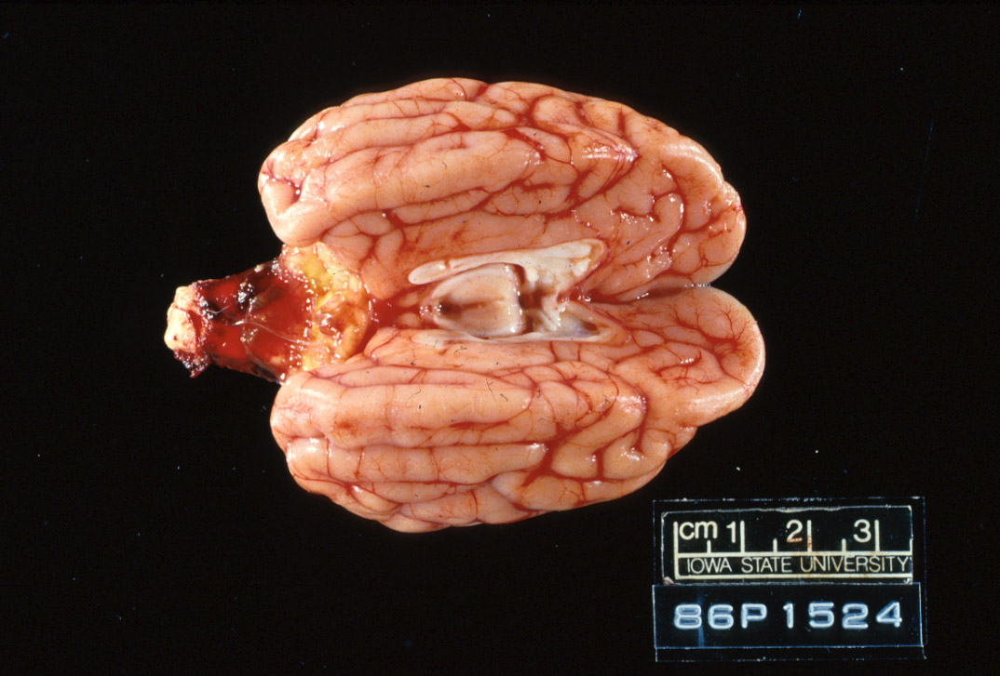 cm 1 2 3
IOWA STATE UNIVERSITY
86P1524